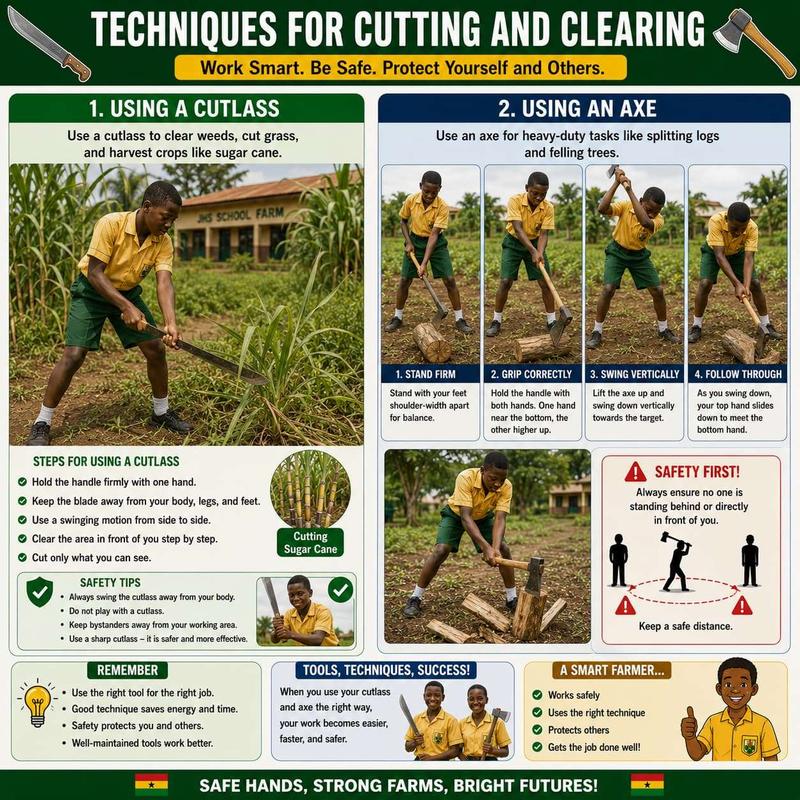 TECHNIQUES FOR CUTTING AND CLEARING
Work Smart. Be Safe. Protect Yourself and Others.
1. USING A CUTLASS
Use a cutlass to clear weeds, cut grass,
and harvest crops like sugar cane.
JHS SCHOOL FARM
STEPS FOR USING A CUTLASS
Hold the handle firmly with one hand.
Keep the blade away from your body, legs, and feet.
Use a swinging motion from side to side.
Clear the area in front of you step by step.
Cut only what you can see.
Cutting
Sugar Cane
SAFETY TIPS
• Always swing the cutlass away from your body.
• Do not play with a cutlass.
• Keep bystanders away from your working area.
• Use a sharp cutlass – it is safer and more effective.
2. USING AN AXE
Use an axe for heavy-duty tasks like splitting logs
and felling trees.
1. STAND FIRM
Stand with your feet
shoulder-width apart
for balance.
2. GRIP CORRECTLY
Hold the handle with
both hands. One hand
near the bottom, the
other higher up.
3. SWING VERTICALLY
Lift the axe up and
swing down vertically
towards the target.
4. FOLLOW THROUGH
As you swing down,
your top hand slides
down to meet the
bottom hand.
SAFETY FIRST!
Always ensure no one is
standing behind or directly
in front of you.
Keep a safe distance.
REMEMBER
• Use the right tool for the right job.
• Good technique saves energy and time.
• Safety protects you and others.
• Well-maintained tools work better.
TOOLS, TECHNIQUES, SUCCESS!
When you use your cutlass
and axe the right way,
your work becomes easier,
faster, and safer.
A SMART FARMER...
Works safely
Uses the right technique
Protects others
Gets the job done well!
SAFE HANDS, STRONG FARMS, BRIGHT FUTURES!